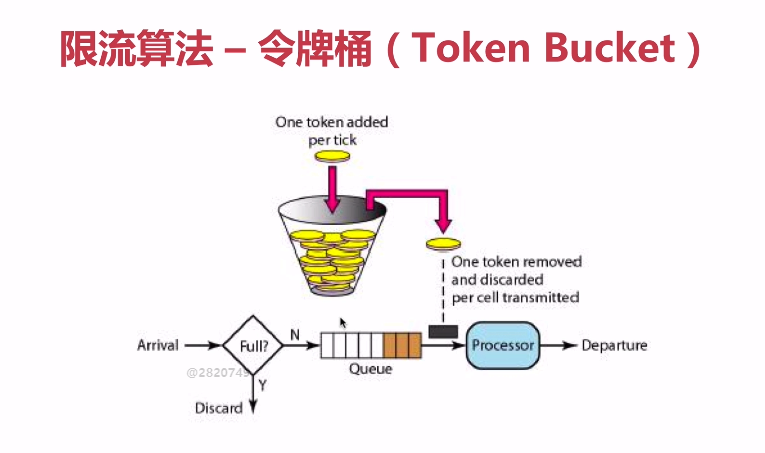 限流算法 – 令牌桶（Token Bucket）
One token added
per tick
One token removed
and discarded
per cell transmitted
Arrival
Full?
N
Queue
Processor
Departure
@2820749
Y
Discard